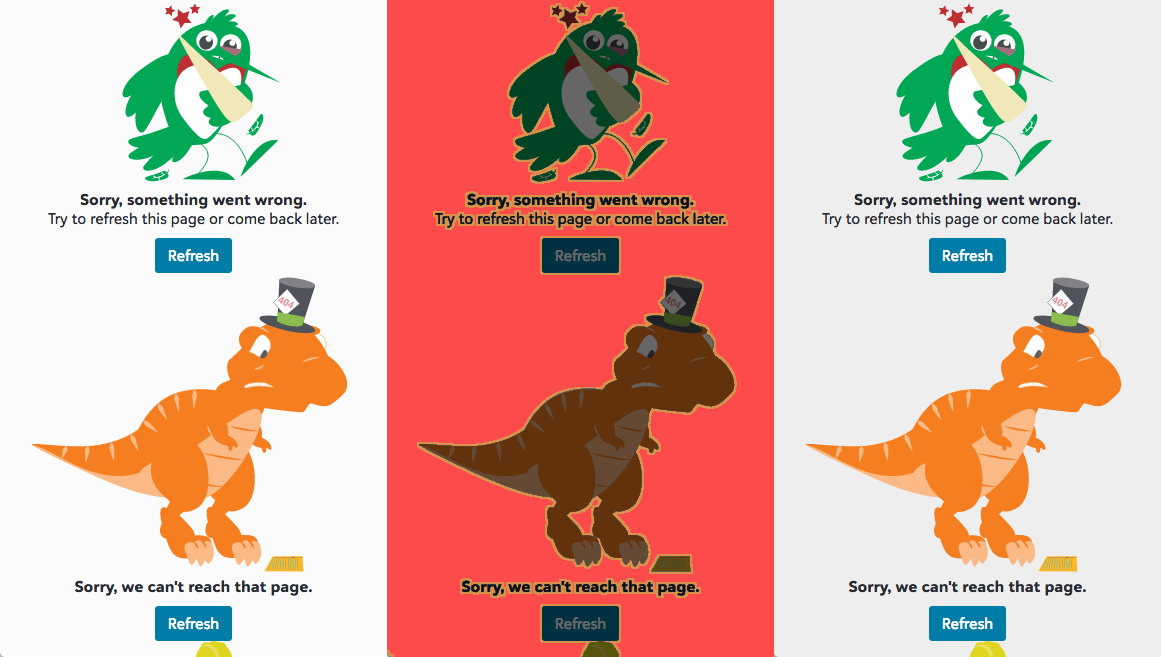 Sorry, something went wrong.
Try to refresh this page or come back later.
Refresh
404
Sorry, we can't reach that page.
Refresh
Sorry, something went wrong.
Try to refresh this page or come back later.
Refresh
404
Sorry, we can't reach that page.
Refresh
Sorry, something went wrong.
Try to refresh this page or come back later.
Refresh
404
Sorry, we can't reach that page.
Refresh